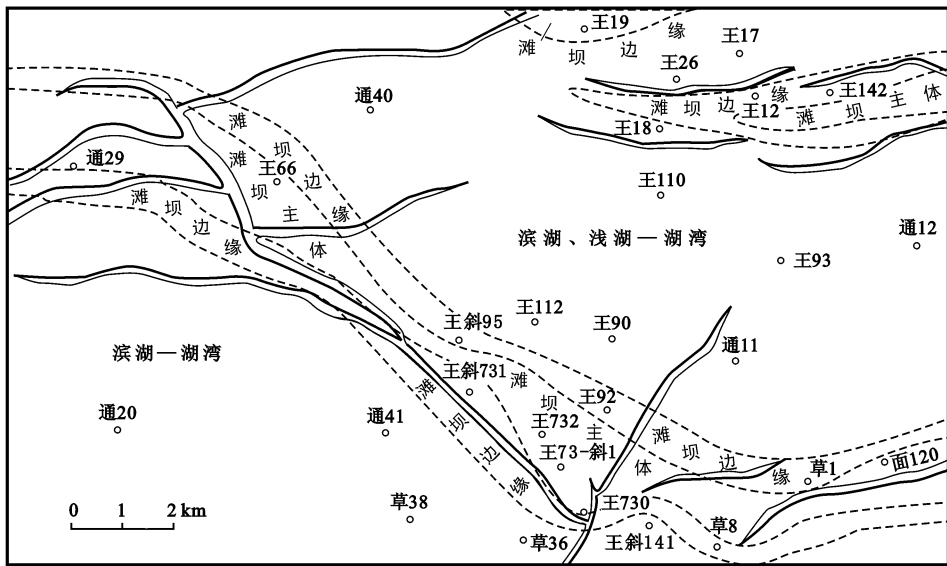 王19
滩坝边缘
王17
王26
王142
滩坝边缘
王12
滩坝主体
王18
通40
滩坝边缘
通29
王66
滩坝主体
滩坝边缘
王110
滨湖、浅湖—湖湾
通12
王93
王112
王斜95
王90
滨湖—湖湾
通11
王斜731
滩坝边缘
滩坝主体
王92
通20
通41
王732
滩坝边缘
王73-斜1
草1
面120
0 1 2 km
草38
王730
草36
王斜141
草8